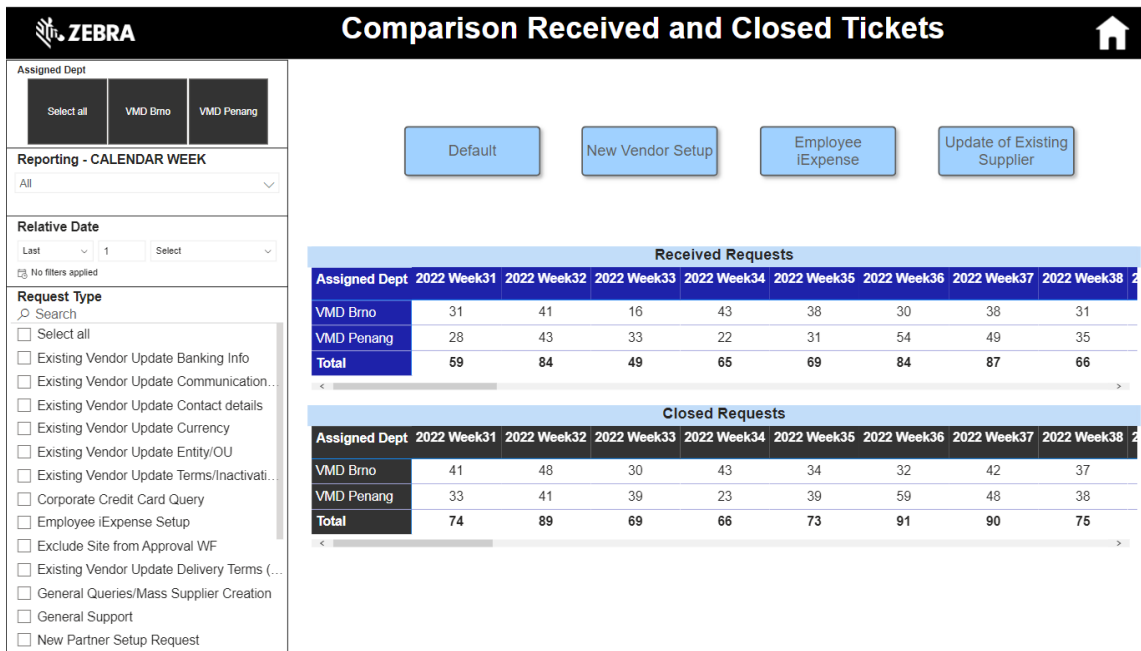 ZEBRA
Comparison Received and Closed Tickets
Assigned Dept
Select all VMD Brno VMD Penang
Reporting - CALENDAR WEEK
All
Relative Date
Last 1 Select
No filters applied
Request Type
Search
Select all
Existing Vendor Update Banking Info
Existing Vendor Update Communication...
Existing Vendor Update Contact details
Existing Vendor Update Currency
Existing Vendor Update Entity/OU
Existing Vendor Update Terms/Inactivati...
Corporate Credit Card Query
Employee iExpense Setup
Exclude Site from Approval WF
Existing Vendor Update Delivery Terms (...
General Queries/Mass Supplier Creation
General Support
New Partner Setup Request
Default
New Vendor Setup
Employee
iExpense
Update of Existing
Supplier
Received Requests
Assigned Dept 2022 Week31 2022 Week32 2022 Week33 2022 Week34 2022 Week35 2022 Week36 2022 Week37 2022 Week38 2
VMD Brno 31 41 16 43 38 30 38 31
VMD Penang 28 43 33 22 31 54 49 35
Total 59 84 49 65 69 84 87 66
Closed Requests
Assigned Dept 2022 Week31 2022 Week32 2022 Week33 2022 Week34 2022 Week35 2022 Week36 2022 Week37 2022 Week38 2
VMD Brno 41 48 30 43 34 32 42 37
VMD Penang 33 41 39 23 39 59 48 38
Total 74 89 69 66 73 91 90 75